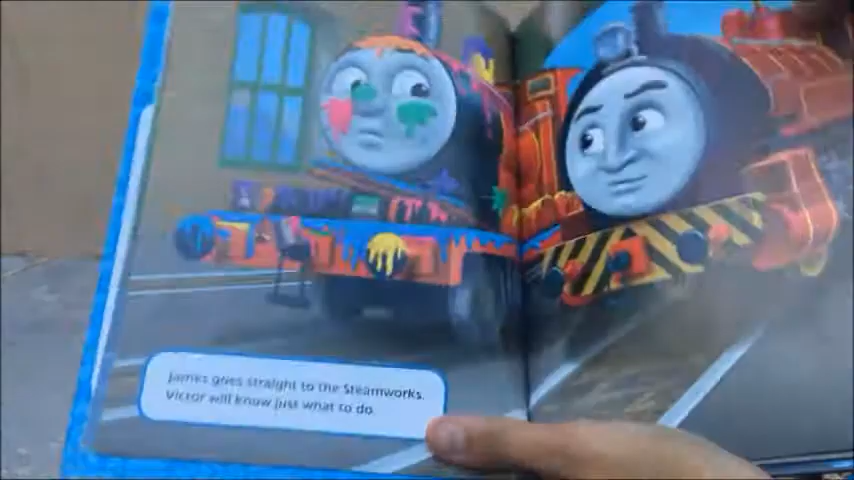 James goes straight to the Steamworks.
Victor will know just what to do.